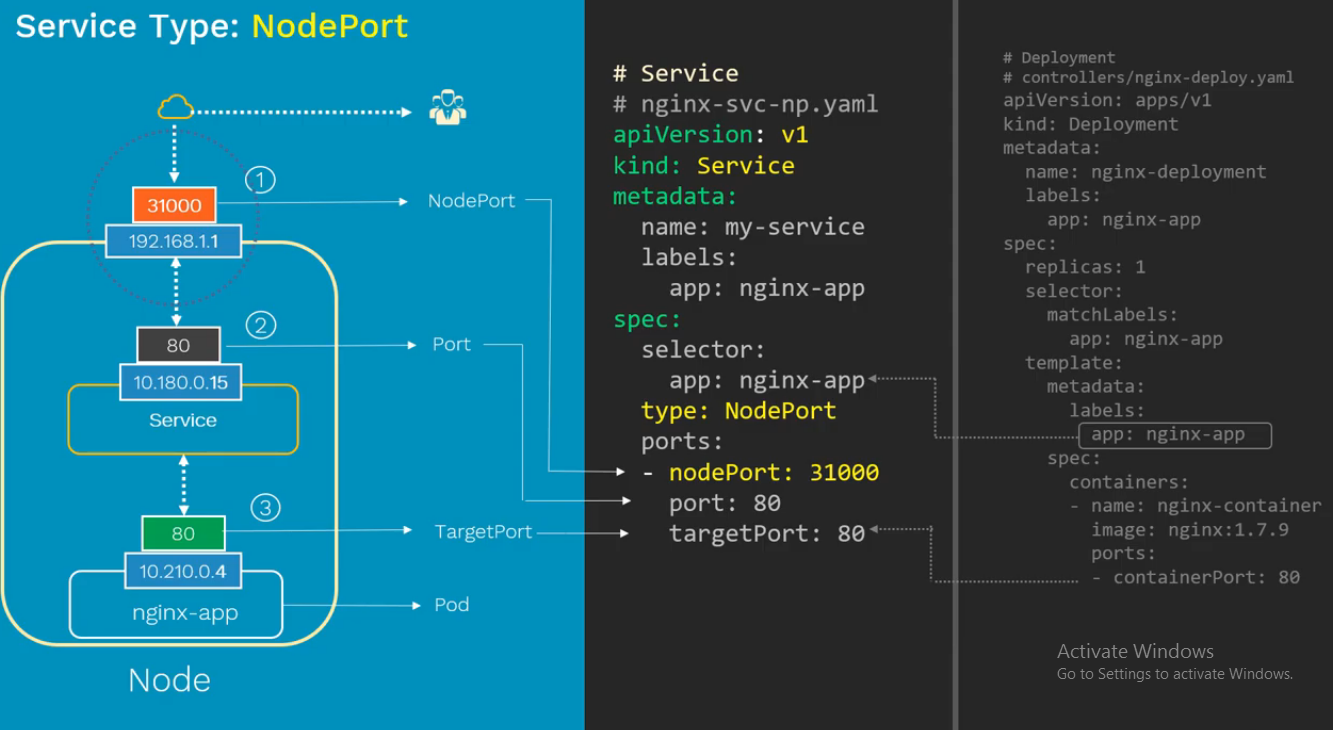 Service Type: NodePort
1
31000
NodePort
192.168.1.1
2
80
Port
10.180.0.15
Service
3
80
TargetPort
10.210.0.4
nginx-app
Pod
Node
# Service
# nginx-svc-np.yaml
apiVersion: v1
kind: Service
metadata:
name: my-service
labels:
app: nginx-app
spec:
selector:
app: nginx-app
type: NodePort
ports:
- nodePort: 31000
port: 80
targetPort: 80
# Deployment
# controllers/nginx-deploy.yaml
apiVersion: apps/v1
kind: Deployment
metadata:
name: nginx-deployment
labels:
app: nginx-app
spec:
replicas: 1
selector:
matchLabels:
app: nginx-app
template:
metadata:
labels:
app: nginx-app
spec:
containers:
- name: nginx-container
image: nginx:1.7.9
ports:
- containerPort: 80
Activate Windows
Go to Settings to activate Windows.